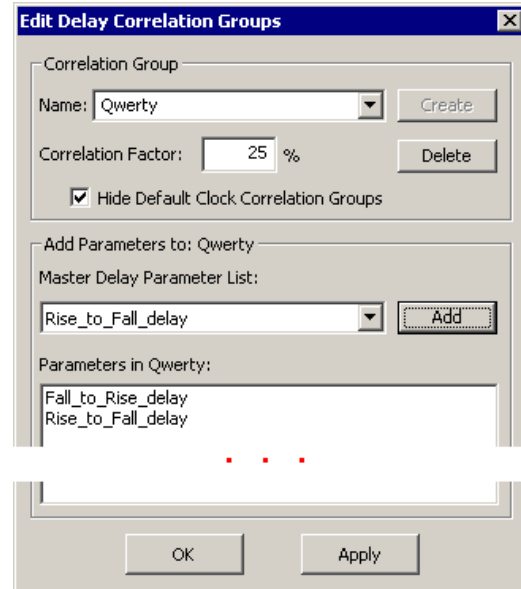 Edit Delay Correlation Groups
Correlation Group
Name: Qwerty Create
Correlation Factor: 25 % Delete
Hide Default Clock Correlation Groups
Add Parameters to: Qwerty
Master Delay Parameter List:
Rise_to_Fall_delay Add
Parameters in Qwerty:
Fall_to_Rise_delay
Rise_to_Fall_delay
. . .
OK Apply